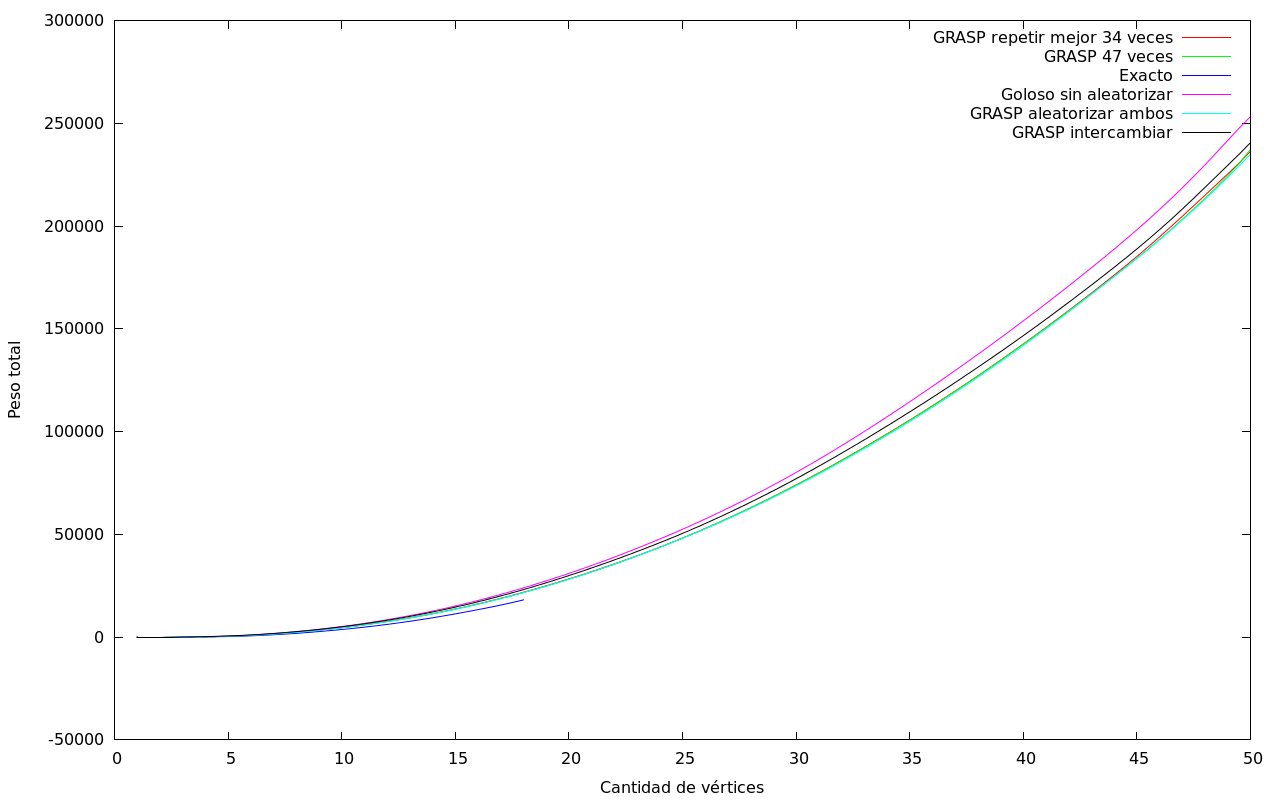 300000
250000
200000
150000
100000
50000
0
-50000
Peso total
GRASP repetir mejor 34 veces
GRASP 47 veces
Exacto
Goloso sin aleatorizar
GRASP aleatorizar ambos
GRASP intercambiar
0 5 10 15 20 25 30 35 40 45 50
Cantidad de vértices